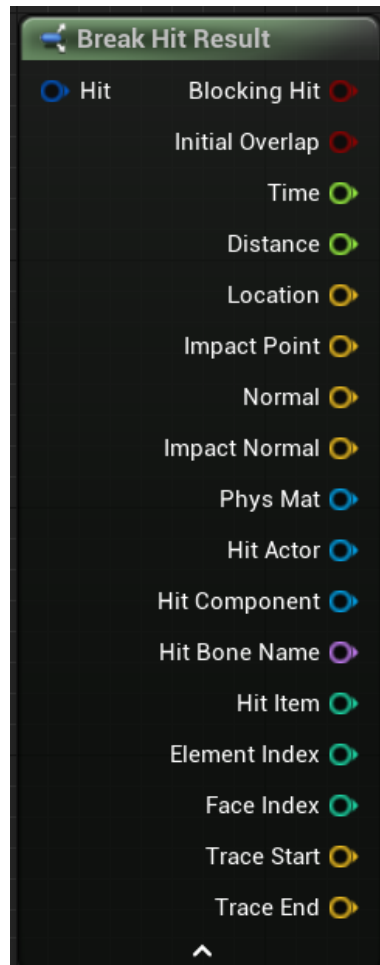 Break Hit Result
Hit Blocking Hit
Initial Overlap
Time
Distance
Location
Impact Point
Normal
Impact Normal
Phys Mat
Hit Actor
Hit Component
Hit Bone Name
Hit Item
Element Index
Face Index
Trace Start
Trace End